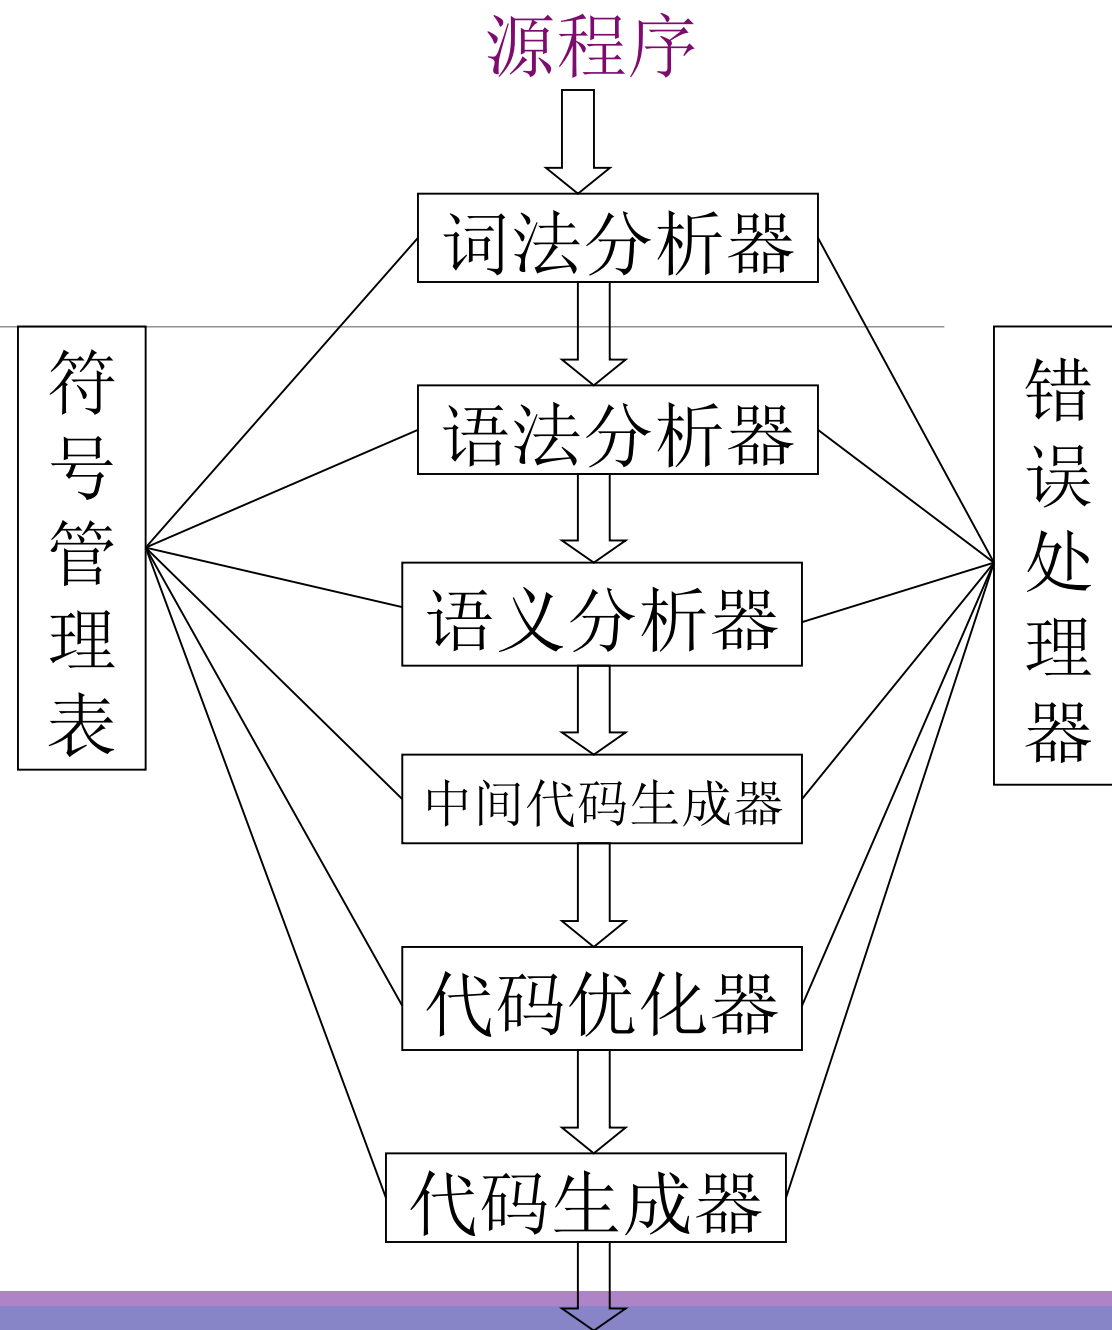 源程序
词法分析器
符号管理表
错误处理器
语法分析器
语义分析器
中间代码生成器
代码优化器
代码生成器